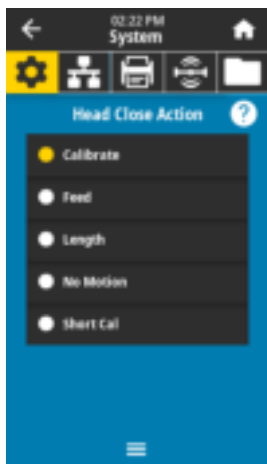 02:22 PM
System
Head Close Action
?
Calibrate
Feed
Length
No Motion
Short Cal